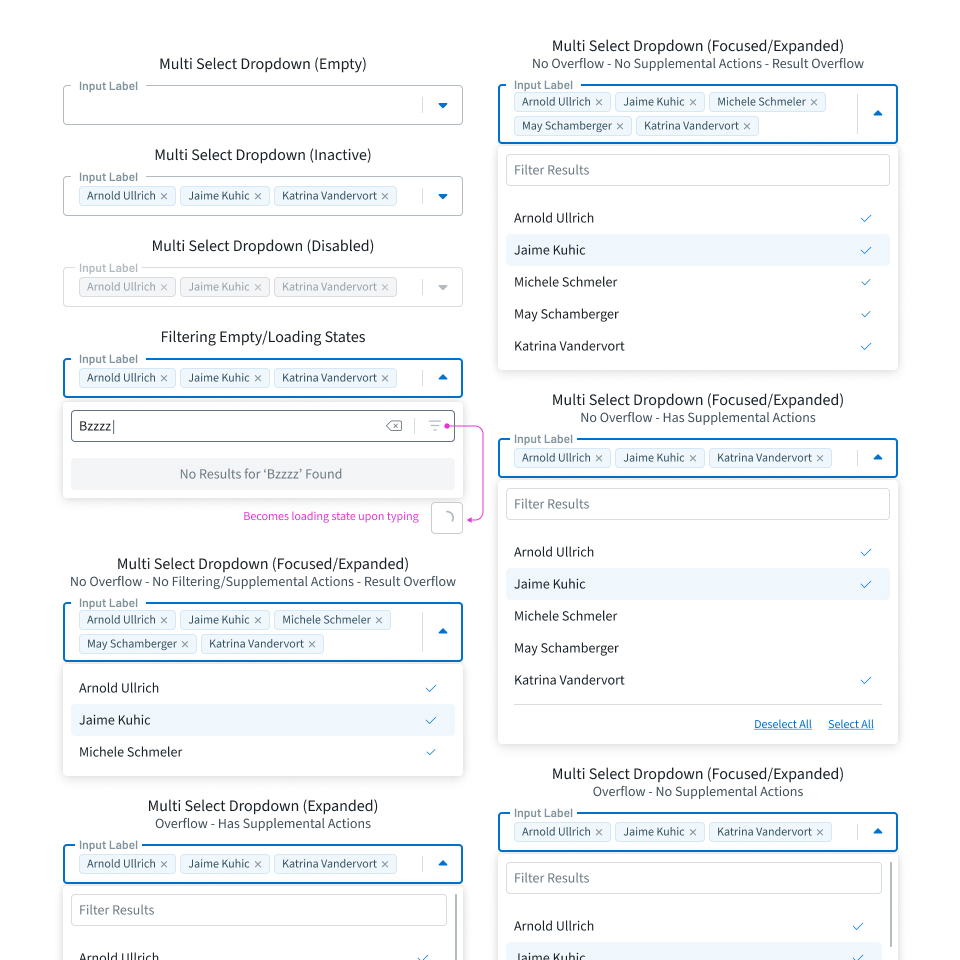 Multi Select Dropdown (Empty)
Input Label
Multi Select Dropdown (Inactive)
Input Label
Arnold Ullrich × Jaime Kuhic × Katrina Vandervort ×
Multi Select Dropdown (Disabled)
Input Label
Arnold Ullrich × Jaime Kuhic × Katrina Vandervort ×
Filtering Empty/Loading States
Input Label
Arnold Ullrich × Jaime Kuhic × Katrina Vandervort ×
Bzzzz
No Results for ‘Bzzzz’ Found
Becomes loading state upon typing
Multi Select Dropdown (Focused/Expanded)
No Overflow - No Filtering/Supplemental Actions - Result Overflow
Input Label
Arnold Ullrich × Jaime Kuhic × Michele Schmeler ×
May Schamberger × Katrina Vandervort ×
Arnold Ullrich
Jaime Kuhic
Michele Schmeler
Multi Select Dropdown (Expanded)
Overflow - Has Supplemental Actions
Input Label
Arnold Ullrich × Jaime Kuhic × Katrina Vandervort ×
Filter Results
Arnold Ullrich
Multi Select Dropdown (Focused/Expanded)
No Overflow - No Supplemental Actions - Result Overflow
Input Label
Arnold Ullrich × Jaime Kuhic × Michele Schmeler ×
May Schamberger × Katrina Vandervort ×
Filter Results
Arnold Ullrich
Jaime Kuhic
Michele Schmeler
May Schamberger
Katrina Vandervort
Multi Select Dropdown (Focused/Expanded)
No Overflow - Has Supplemental Actions
Input Label
Arnold Ullrich × Jaime Kuhic × Katrina Vandervort ×
Filter Results
Arnold Ullrich
Jaime Kuhic
Michele Schmeler
May Schamberger
Katrina Vandervort
Deselect All Select All
Multi Select Dropdown (Focused/Expanded)
Overflow - No Supplemental Actions
Input Label
Arnold Ullrich × Jaime Kuhic × Katrina Vandervort ×
Filter Results
Arnold Ullrich
Jaime Kuhic